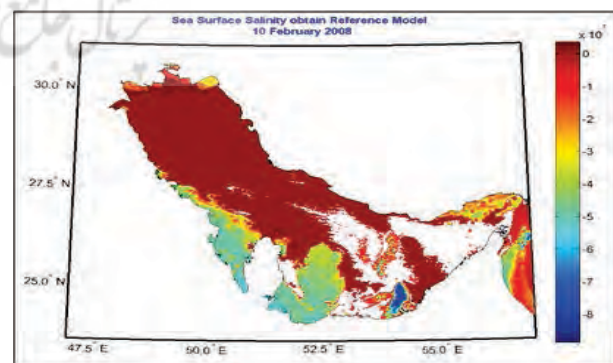 Sea Surface Salinity obtain Reference Model
10 February 2008
x 10
30.0° N
27.5° N
25.0° N
47.5° E
50.0° E
52.5° E
55.0° E
0
-1
-2
-3
-4
-5
-6
-7
-8